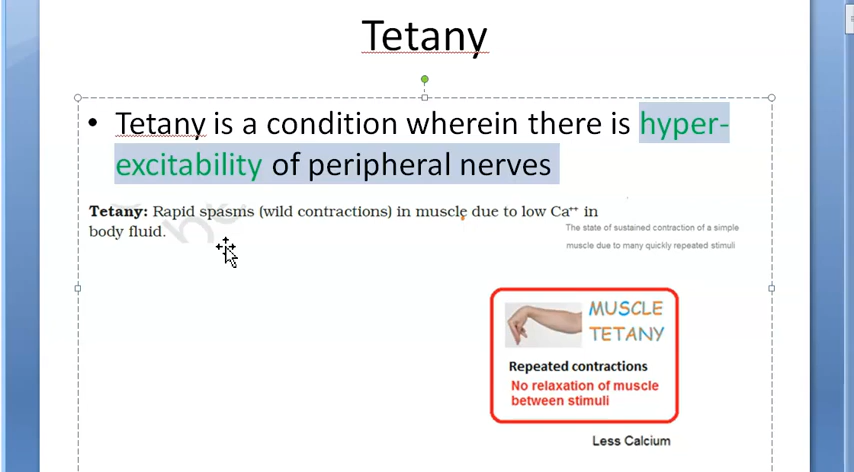 Tetany
• Tetany is a condition wherein there is hyper-
excitability of peripheral nerves
Tetany: Rapid spasms (wild contractions) in muscle due to low Ca⁺⁺ in
body fluid.
The state of sustained contraction of a simple
muscle due to many quickly repeated stimuli
MUSCLE
TETANY
Repeated contractions
No relaxation of muscle
between stimuli
Less Calcium